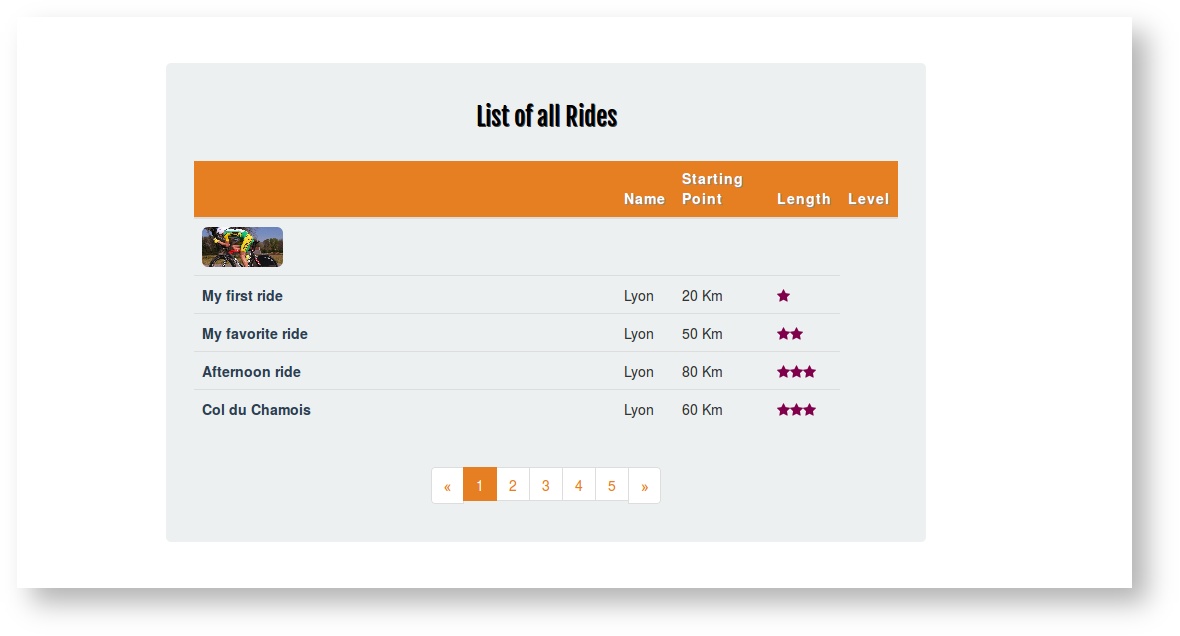 List of all Rides
Name Starting Point Length Level
My first ride Lyon 20 Km ★
My favorite ride Lyon 50 Km ★★
Afternoon ride Lyon 80 Km ★★★
Col du Chamois Lyon 60 Km ★★★
« 1 2 3 4 5 »